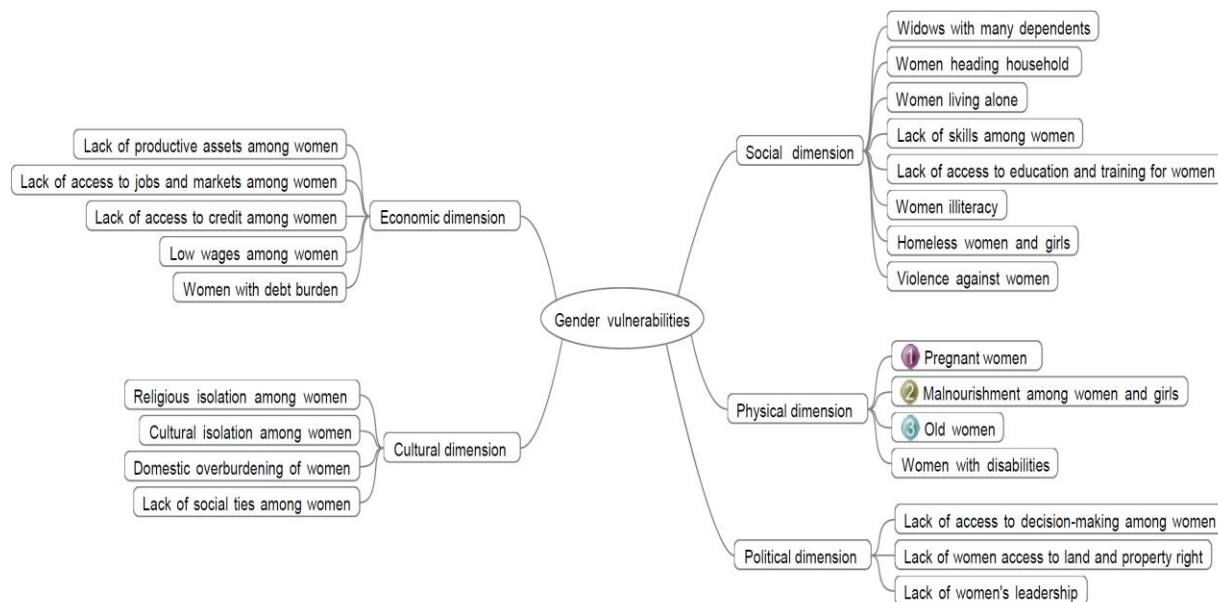 Gender vulnerabilities
Economic dimension
Lack of productive assets among women
Lack of access to jobs and markets among women
Lack of access to credit among women
Low wages among women
Women with debt burden
Cultural dimension
Religious isolation among women
Cultural isolation among women
Domestic overburdening of women
Lack of social ties among women
Social dimension
Widows with many dependents
Women heading household
Women living alone
Lack of skills among women
Lack of access to education and training for women
Women illiteracy
Homeless women and girls
Violence against women
Physical dimension
1 Pregnant women
2 Malnourishment among women and girls
3 Old women
Women with disabilities
Political dimension
Lack of access to decision-making among women
Lack of women access to land and property right
Lack of women's leadership